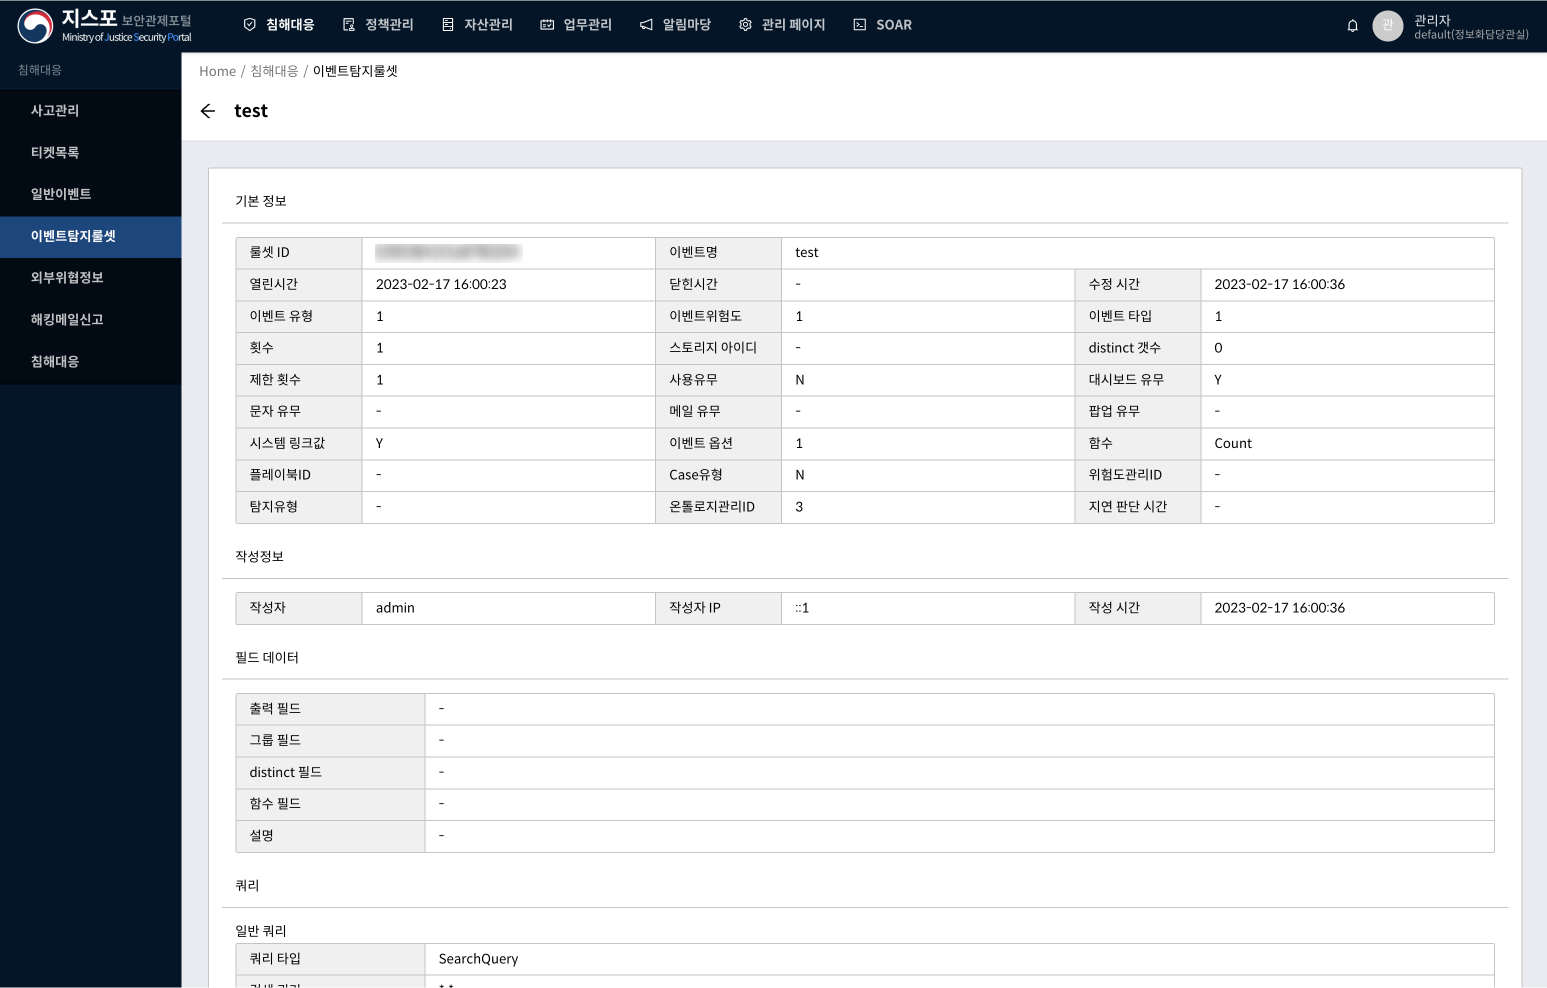 지스포 보안관제포털
Ministry of Justice Security Portal
침해대응
정책관리
자산관리
업무관리
알림마당
관리 페이지
SOAR
관
관리자
default(정보화담당관실)
침해대응
사고관리
티켓목록
일반이벤트
이벤트탐지룰셋
외부위협정보
해킹메일신고
침해대응
Home / 침해대응 / 이벤트탐지룰셋
← test
기본 정보
룰셋 ID 이벤트명 test
열린시간 2023-02-17 16:00:23 닫힌시간 - 수정 시간 2023-02-17 16:00:36
이벤트 유형 1 이벤트위험도 1 이벤트 타입 1
횟수 1 스토리지 아이디 - distinct 갯수 0
제한 횟수 1 사용유무 N 대시보드 유무 Y
문자 유무 - 메일 유무 - 팝업 유무 -
시스템 링크값 Y 이벤트 옵션 1 함수 Count
플레이북ID - Case유형 N 위험도관리ID -
탐지유형 - 온톨로지관리ID 3 지연 판단 시간 -
작성정보
작성자 admin 작성자 IP ::1 작성 시간 2023-02-17 16:00:36
필드 데이터
출력 필드 -
그룹 필드 -
distinct 필드 -
함수 필드 -
설명 -
쿼리
일반 쿼리
쿼리 타입 SearchQuery